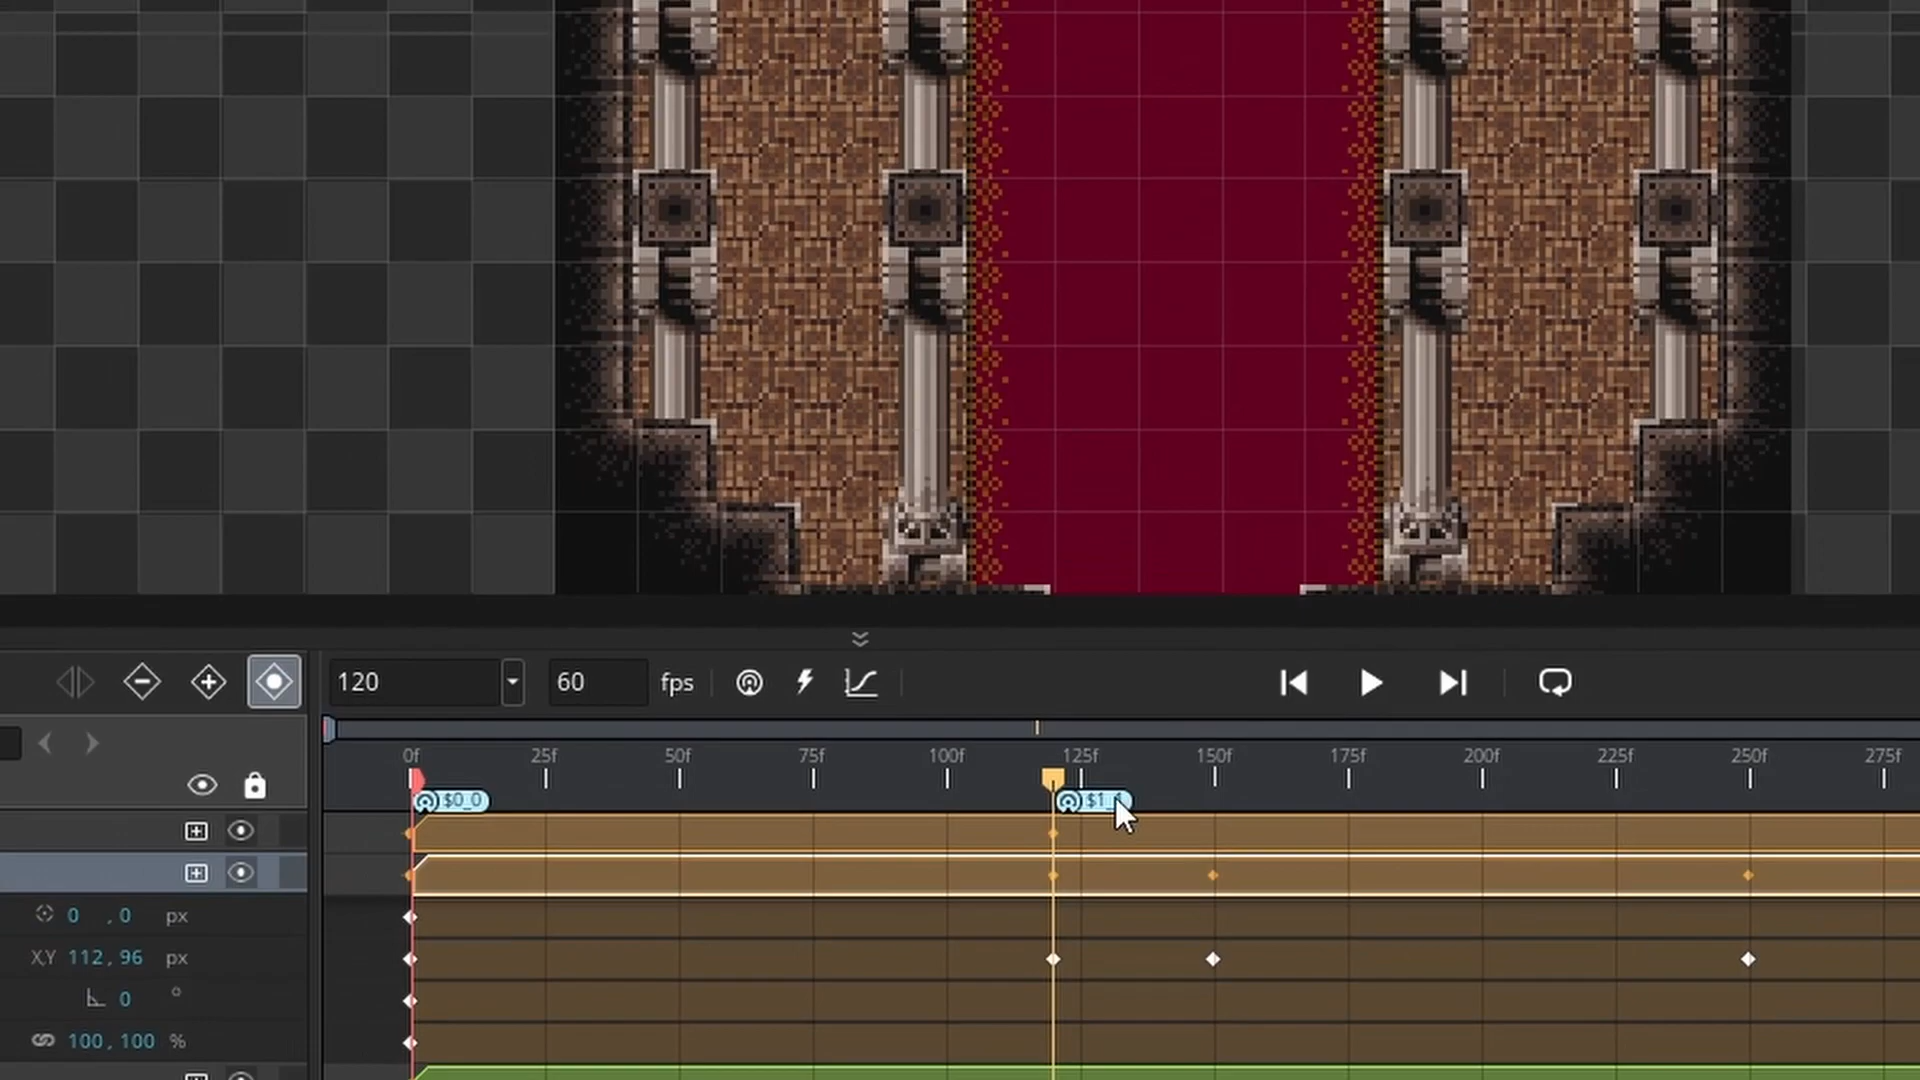 120 60 fps
0f 25f 50f 75f 100f 125f 150f 175f 200f 225f 250f 275f
$0_0
0 , 0 px
X,Y 112 , 96 px
0 °
100 , 100 %